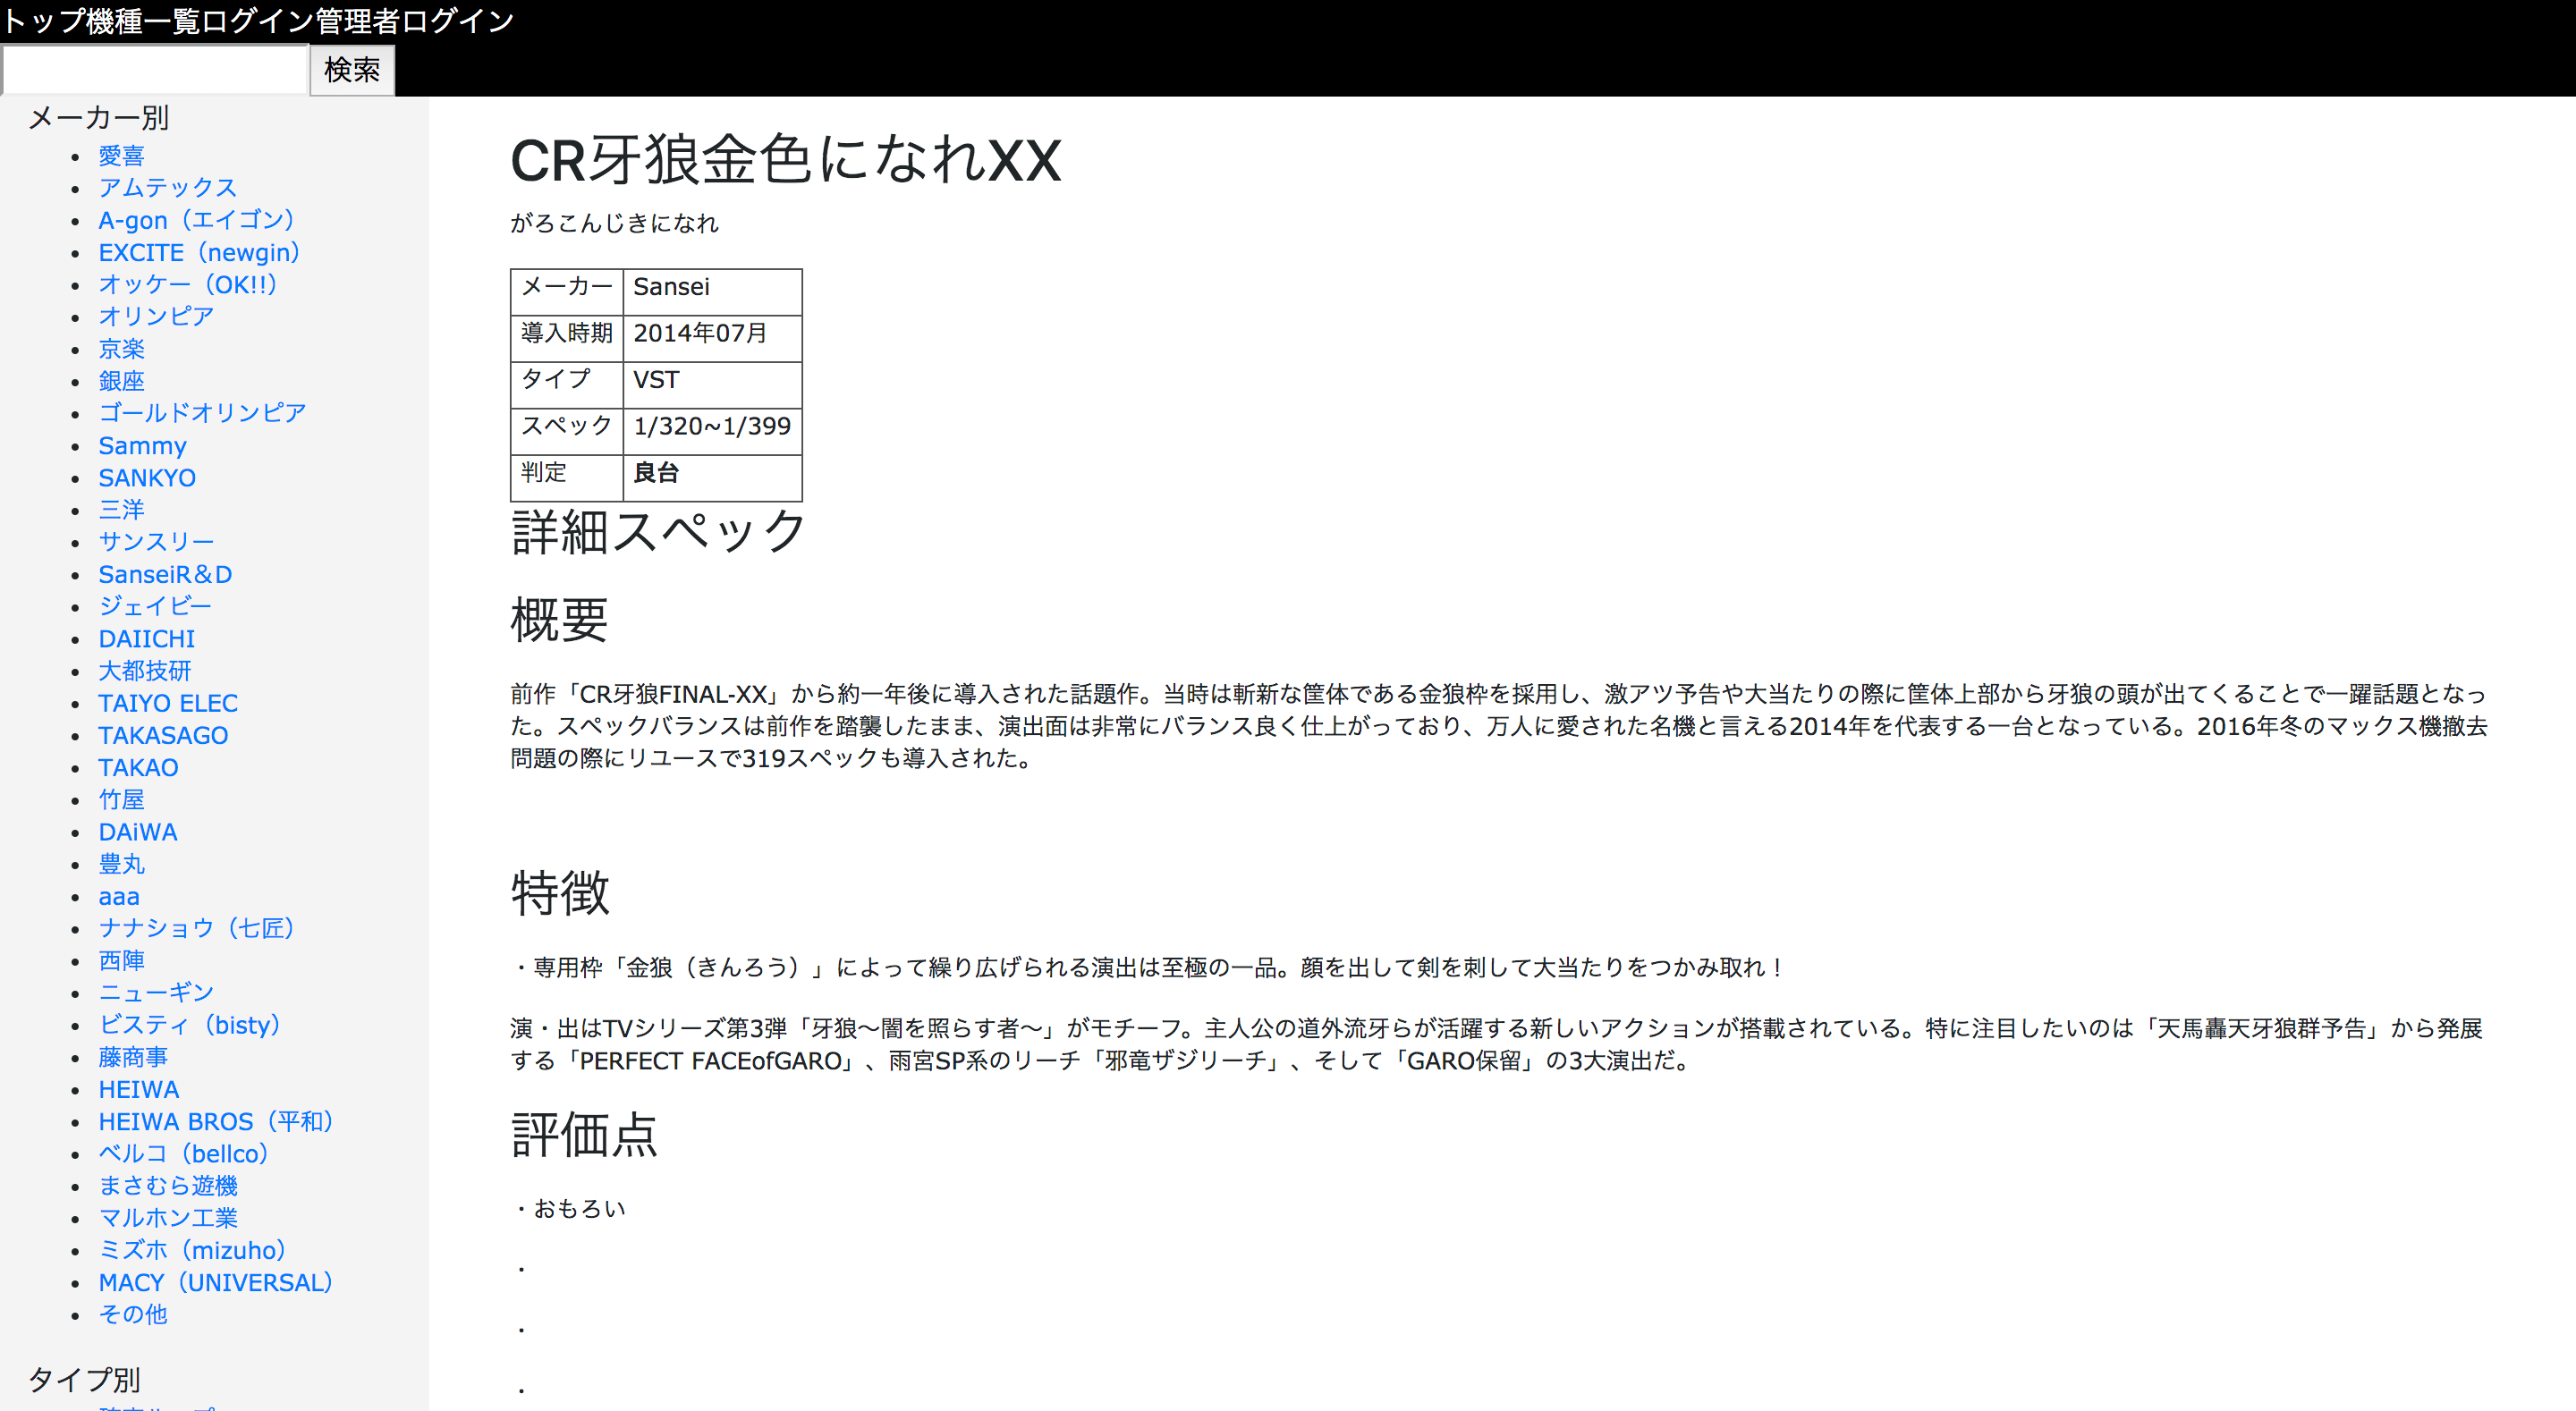 トップ機種一覧ログイン管理者ログイン
検索
メーカー別
愛喜
アムテックス
A-gon（エイゴン）
EXCITE（newgin）
オッケー（OK!!）
オリンピア
京楽
銀座
ゴールドオリンピア
Sammy
SANKYO
三洋
サンスリー
SanseiR＆D
ジェイビー
DAIICHI
大都技研
TAIYO ELEC
TAKASAGO
TAKAO
竹屋
DAiWA
豊丸
aaa
ナナショウ（七匠）
西陣
ニューギン
ビスティ（bisty）
藤商事
HEIWA
HEIWA BROS（平和）
ベルコ（bellco）
まさむら遊機
マルホン工業
ミズホ（mizuho）
MACY（UNIVERSAL）
その他
タイプ別
CR牙狼金色になれXX
がろこんじきになれ
メーカー Sansei
導入時期 2014年07月
タイプ VST
スペック 1/320~1/399
判定 良台
詳細スペック
概要
前作「CR牙狼FINAL-XX」から約一年後に導入された話題作。当時は斬新な筐体である金狼枠を採用し、激アツ予告や大当たりの際に筐体上部から牙狼の頭が出てくることで一躍話題となっ
た。スペックバランスは前作を踏襲したまま、演出面は非常にバランス良く仕上がっており、万人に愛された名機と言える2014年を代表する一台となっている。2016年冬のマックス機撤去
問題の際にリユースで319スペックも導入された。
特徴
・専用枠「金狼（きんろう）」によって繰り広げられる演出は至極の一品。顔を出して剣を刺して大当たりをつかみ取れ！
演・出はTVシリーズ第3弾「牙狼〜闇を照らす者〜」がモチーフ。主人公の道外流牙らが活躍する新しいアクションが搭載されている。特に注目したいのは「天馬轟天牙狼群予告」から発展
する「PERFECT FACEofGARO」、雨宮SP系のリーチ「邪竜ザジリーチ」、そして「GARO保留」の3大演出だ。
評価点
・おもろい
・
・
・